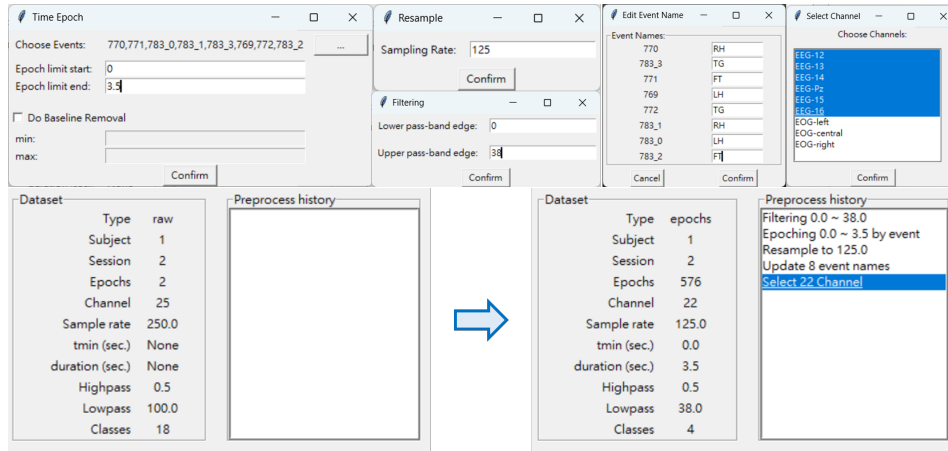 Time Epoch
Choose Events: 770,771,783_0,783_1,783_3,769,772,783_2 ...
Epoch limit start: 0
Epoch limit end: 3.5
Do Baseline Removal
min:
max:
Confirm
Resample
Sampling Rate: 125
Confirm
Filtering
Lower pass-band edge: 0
Upper pass-band edge: 38
Confirm
Edit Event Name
Event Names:
770 RH
783_3 TG
771 FT
769 LH
772 TG
783_1 RH
783_0 LH
783_2 FT
Cancel Confirm
Select Channel
Choose Channels:
EEG-12
EEG-13
EEG-14
EEG-Pz
EEG-15
EEG-16
EOG-left
EOG-central
EOG-right
Confirm
Dataset
Type raw
Subject 1
Session 2
Epochs 2
Channel 25
Sample rate 250.0
tmin (sec.) None
duration (sec.) None
Highpass 0.5
Lowpass 100.0
Classes 18
Preprocess history
Dataset
Type epochs
Subject 1
Session 2
Epochs 576
Channel 22
Sample rate 125.0
tmin (sec.) 0.0
duration (sec.) 3.5
Highpass 0.5
Lowpass 38.0
Classes 4
Preprocess history
Filtering 0.0 ~ 38.0
Epoching 0.0 ~ 3.5 by event
Resample to 125.0
Update 8 event names
Select 22 Channel